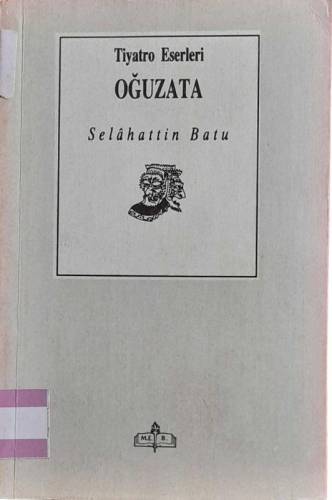 Tiyatro Eserleri
OĞUZATA
Selâhattin Batu
M.E. B.